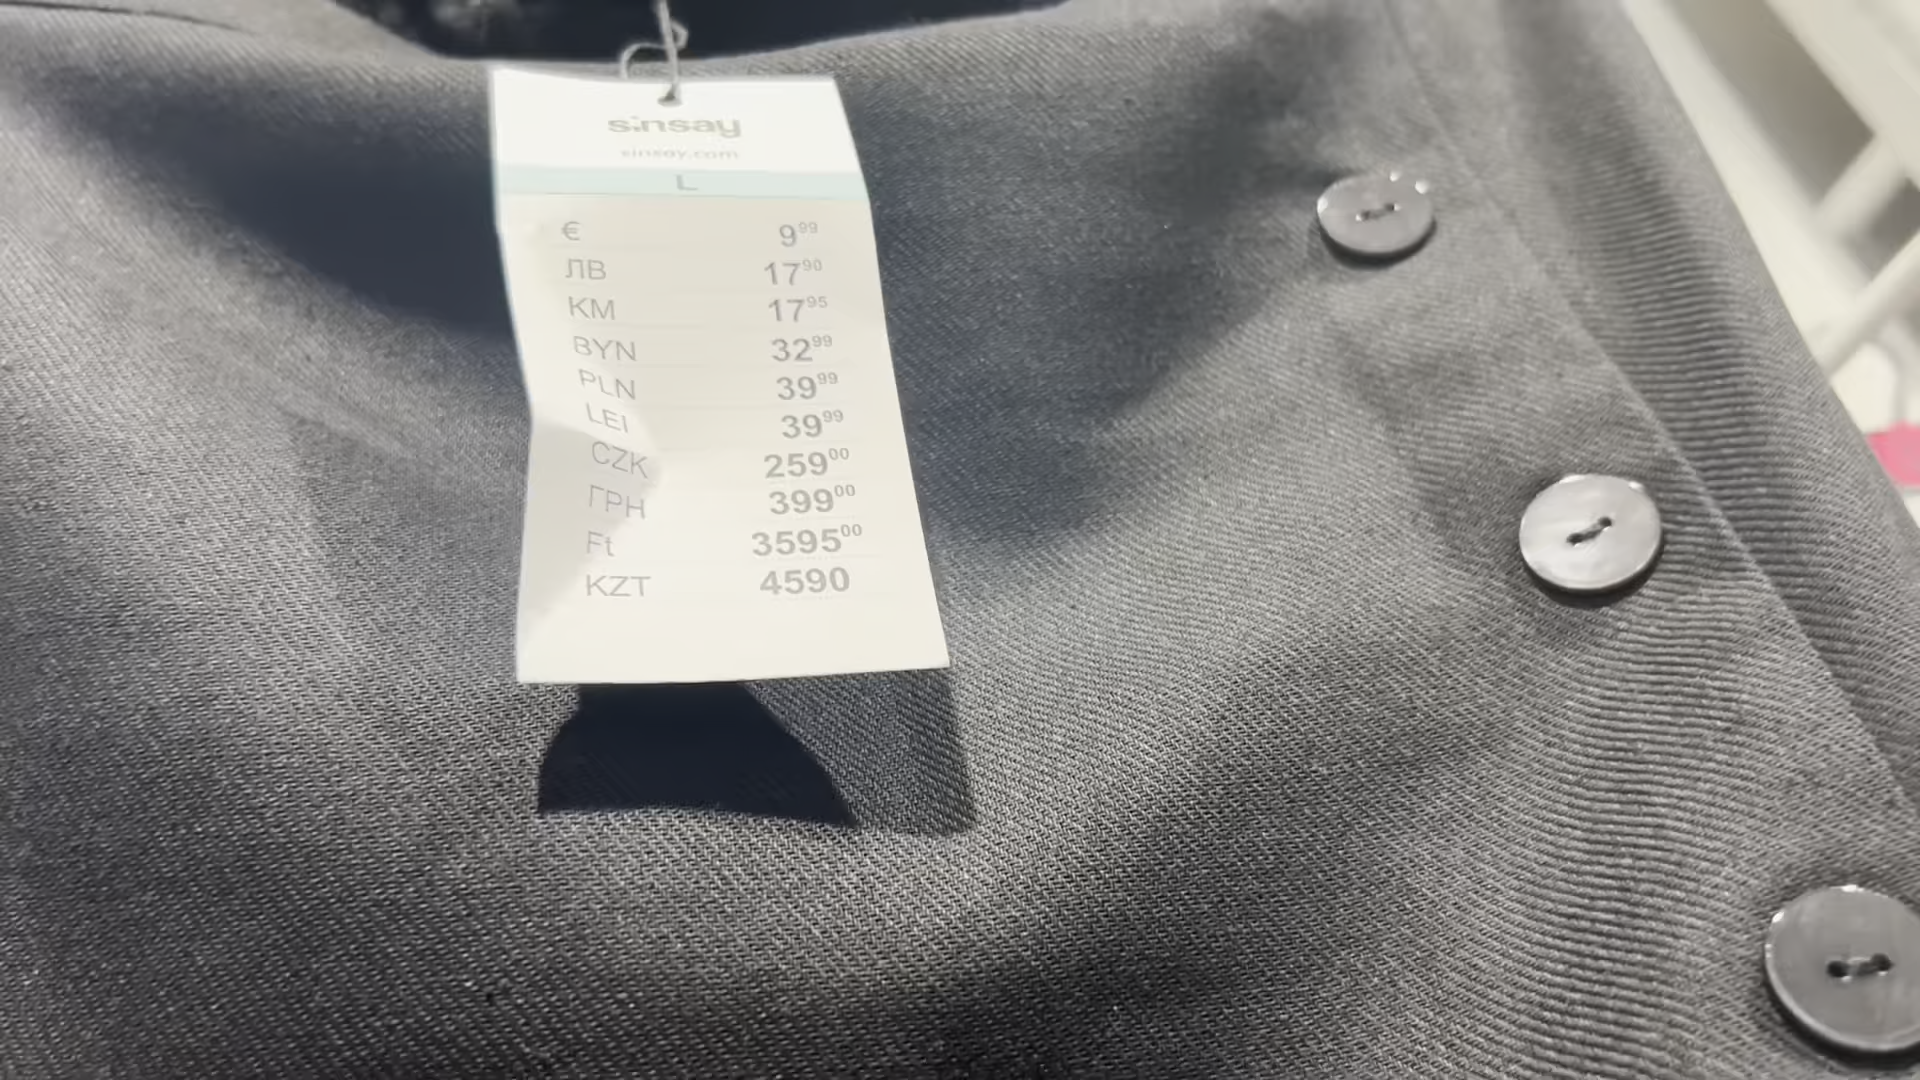 sinsay
sinsay.com
L
€ 9⁹⁹
ЛВ 17⁹⁰
KM 17⁹⁵
BYN 32⁹⁹
PLN 39⁹⁹
LEI 39⁹⁹
CZK 259⁰⁰
ГРН 399⁰⁰
Ft 3595⁰⁰
KZT 4590